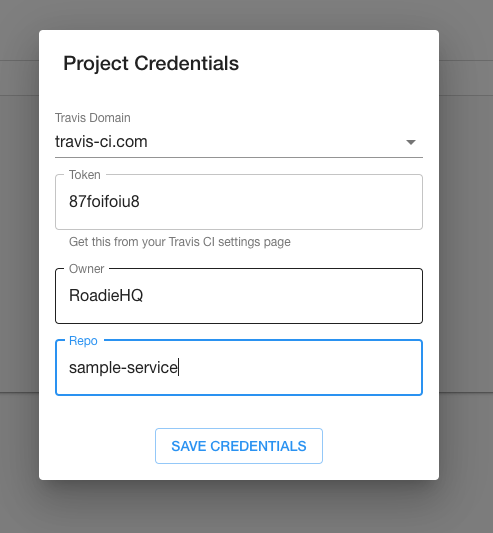 Project Credentials
Travis Domain
travis-ci.com
Token
87foifoiu8
Get this from your Travis CI settings page
Owner
RoadieHQ
Repo
sample-service
SAVE CREDENTIALS